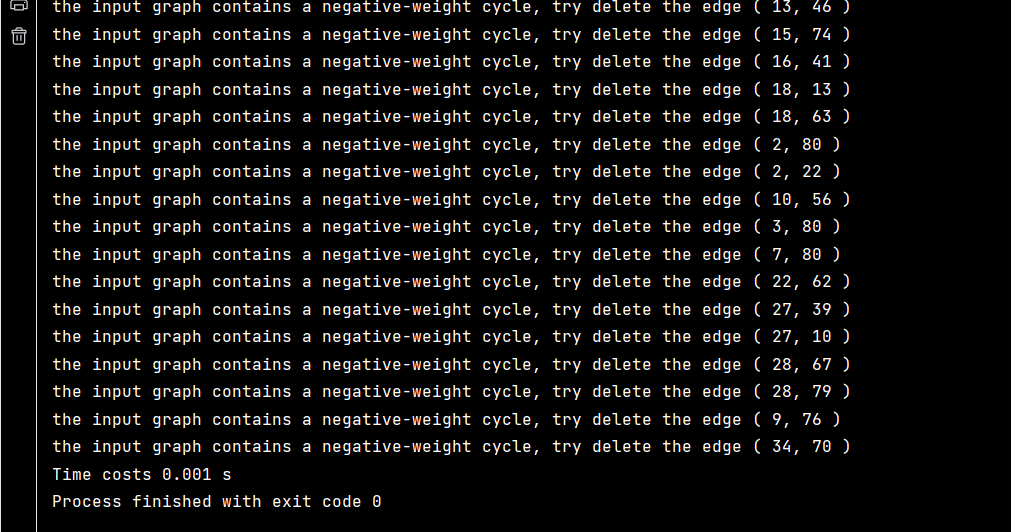 the input graph contains a negative-weight cycle, try delete the edge ( 13, 46 )
the input graph contains a negative-weight cycle, try delete the edge ( 15, 74 )
the input graph contains a negative-weight cycle, try delete the edge ( 16, 41 )
the input graph contains a negative-weight cycle, try delete the edge ( 18, 13 )
the input graph contains a negative-weight cycle, try delete the edge ( 18, 63 )
the input graph contains a negative-weight cycle, try delete the edge ( 2, 80 )
the input graph contains a negative-weight cycle, try delete the edge ( 2, 22 )
the input graph contains a negative-weight cycle, try delete the edge ( 10, 56 )
the input graph contains a negative-weight cycle, try delete the edge ( 3, 80 )
the input graph contains a negative-weight cycle, try delete the edge ( 7, 80 )
the input graph contains a negative-weight cycle, try delete the edge ( 22, 62 )
the input graph contains a negative-weight cycle, try delete the edge ( 27, 39 )
the input graph contains a negative-weight cycle, try delete the edge ( 27, 10 )
the input graph contains a negative-weight cycle, try delete the edge ( 28, 67 )
the input graph contains a negative-weight cycle, try delete the edge ( 28, 79 )
the input graph contains a negative-weight cycle, try delete the edge ( 9, 76 )
the input graph contains a negative-weight cycle, try delete the edge ( 34, 70 )
Time costs 0.001 s
Process finished with exit code 0